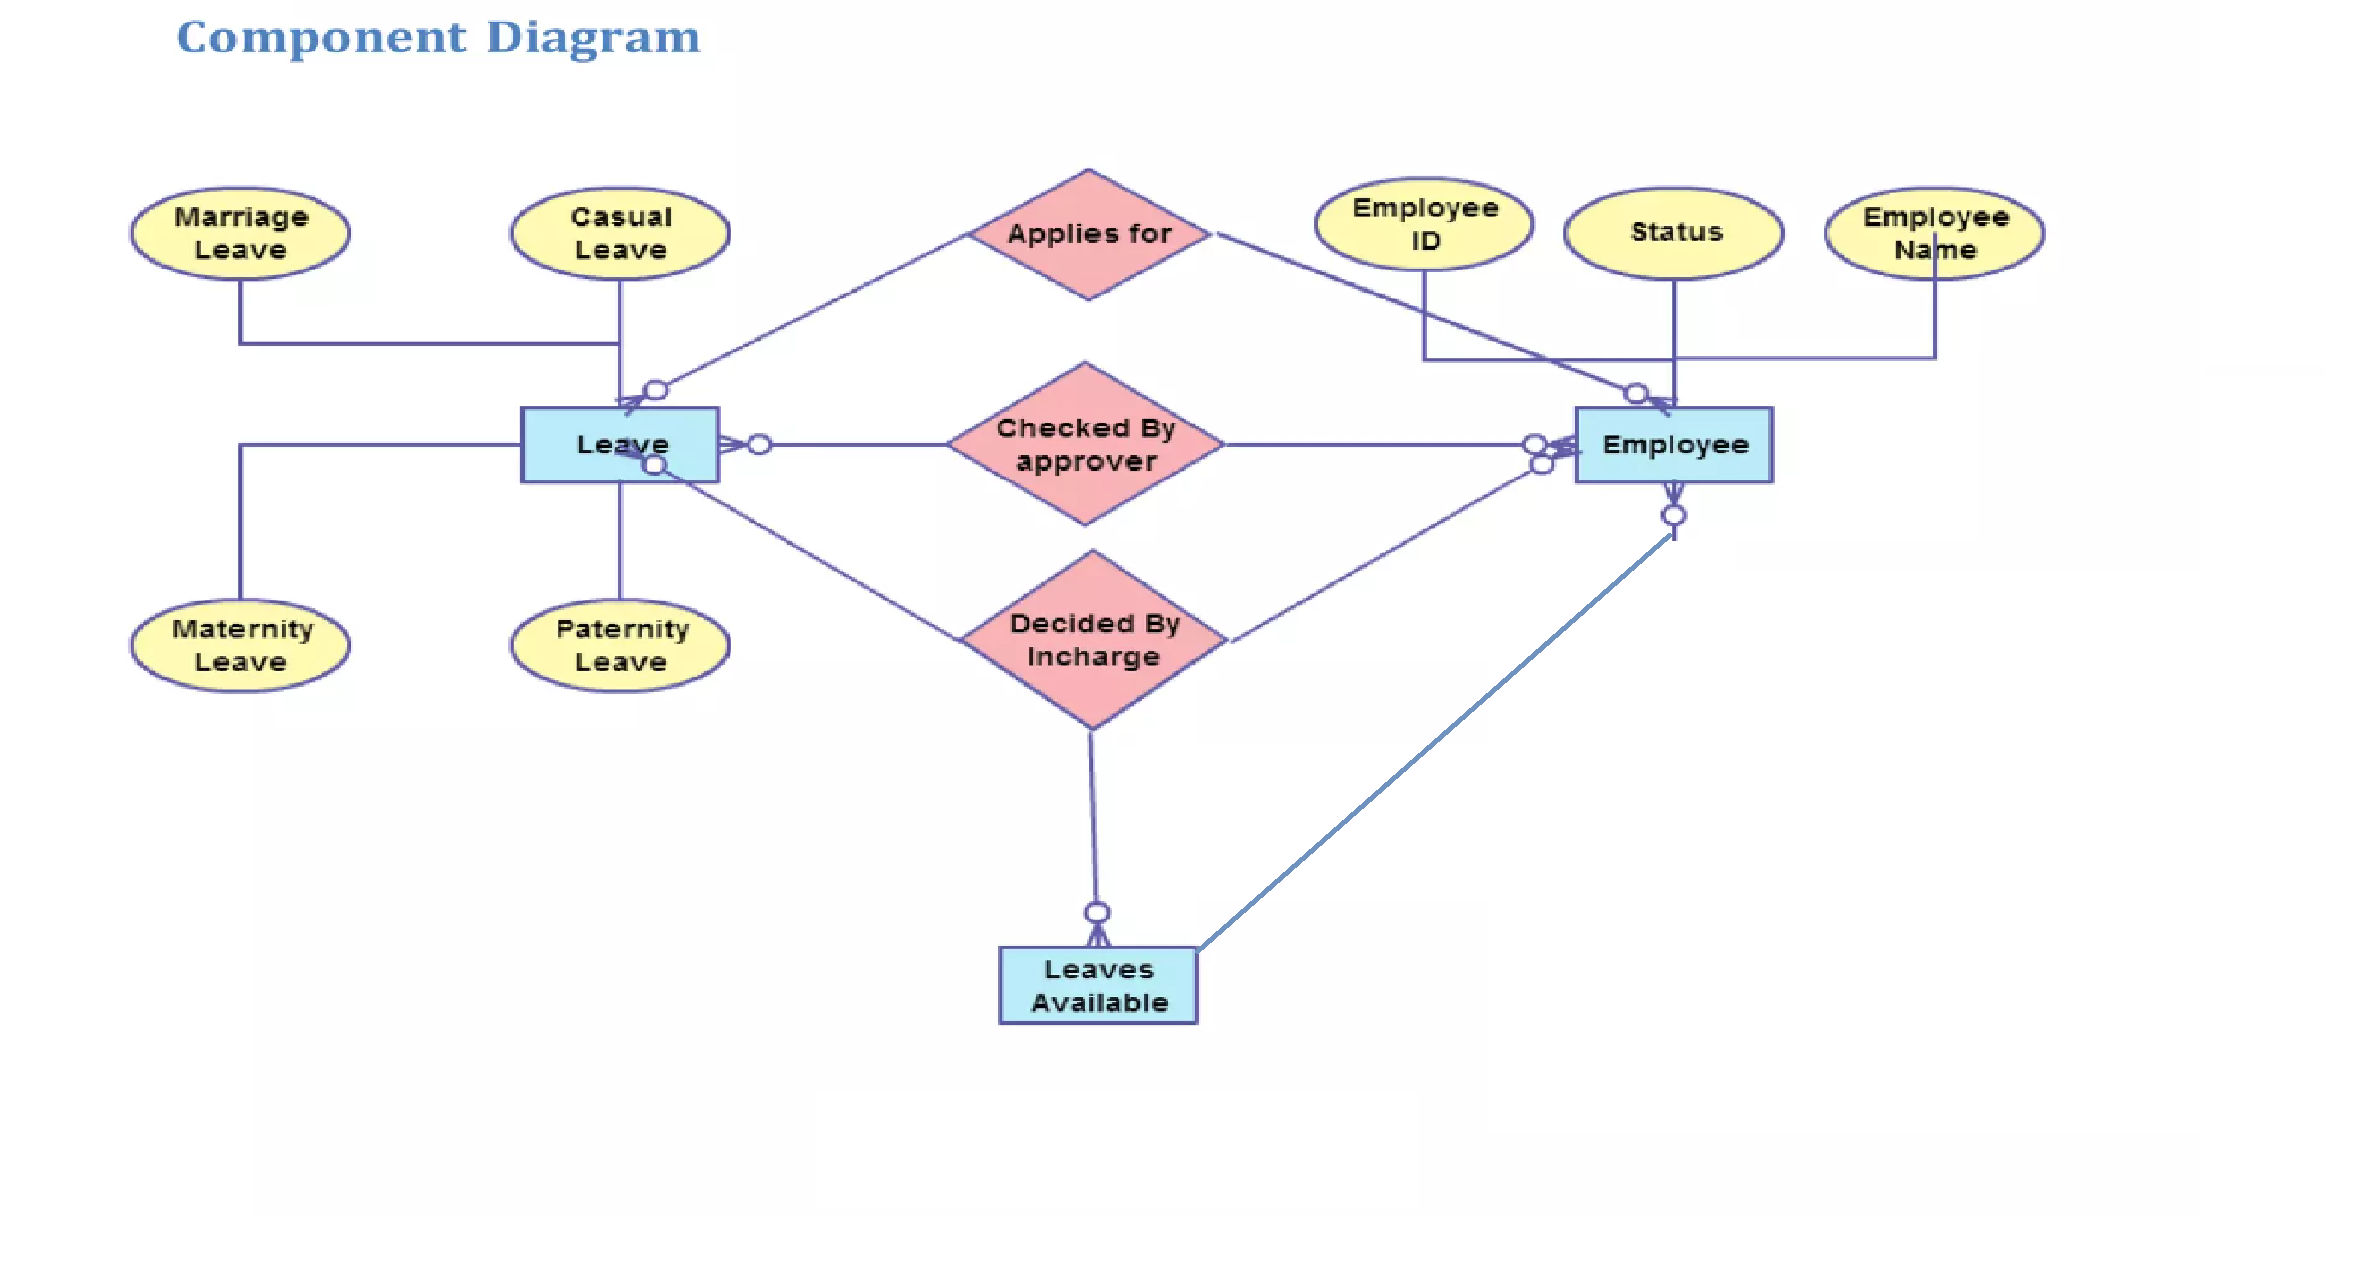 Component Diagram
Marriage
Leave
Casual
Leave
Applies for
Employee
ID
Status
Employee
Name
Leave
Checked By
approver
Employee
Maternity
Leave
Paternity
Leave
Decided By
Incharge
Leaves
Available